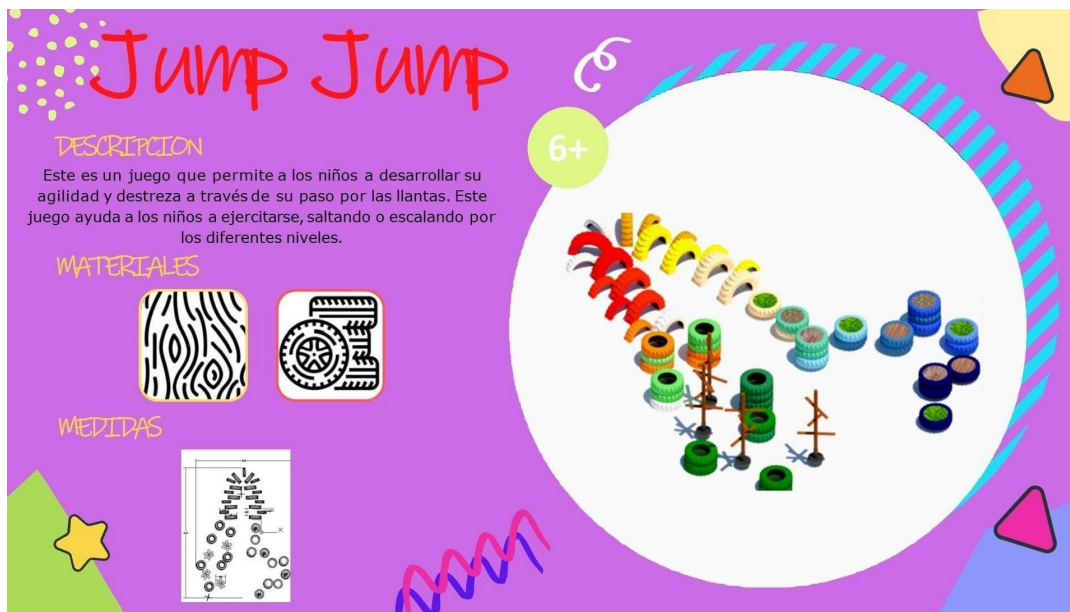 Jump Jump
6+
DESCRIPCION
Este es un juego que permite a los niños a desarrollar su
agilidad y destreza a través de su paso por las llantas. Este
juego ayuda a los niños a ejercitarse, saltando o escalando por
los diferentes niveles.
MATERIALES
MEDIDAS